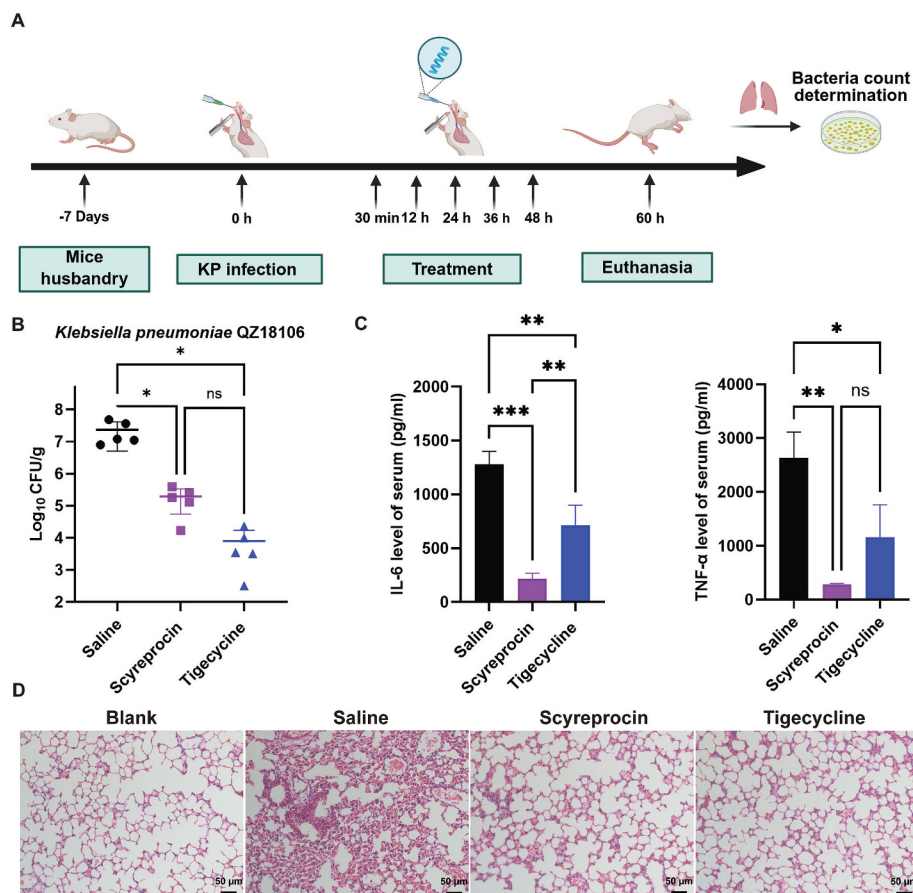 A
Bacteria count
determination
-7 Days
0 h
30 min
12 h
24 h
36 h
48 h
60 h
Mice
husbandry
KP infection
Treatment
Euthanasia
B
Klebsiella pneumoniae QZ18106
*
*
ns
Log10 CFU/g
8
7
6
5
4
3
2
Saline
Scyreprocin
Tigecycine
C
**
**
***
IL-6 level of serum (pg/ml)
2000
1500
1000
500
0
Saline
Scyreprocin
Tigecycline
*
**
ns
TNF-α level of serum (pg/ml)
4000
3000
2000
1000
0
Saline
Scyreprocin
Tigecycline
D
Blank
Saline
Scyreprocin
Tigecycline
50 μm
50 μm
50 μm
50 μm